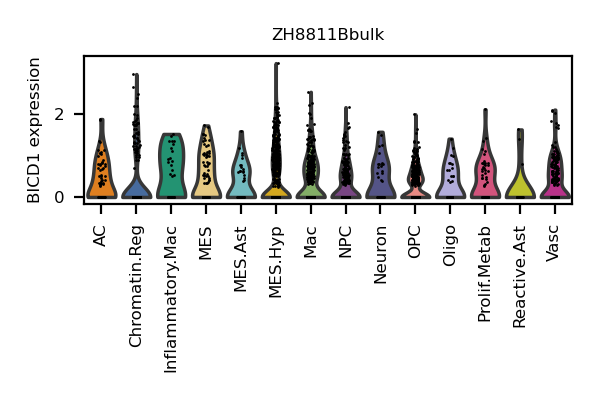 ZH8811Bbulk
BICD1 expression
2
0
AC
Chromatin.Reg
Inflammatory.Mac
MES
MES.Ast
MES.Hyp
Mac
NPC
Neuron
OPC
Oligo
Prolif.Metab
Reactive.Ast
Vasc